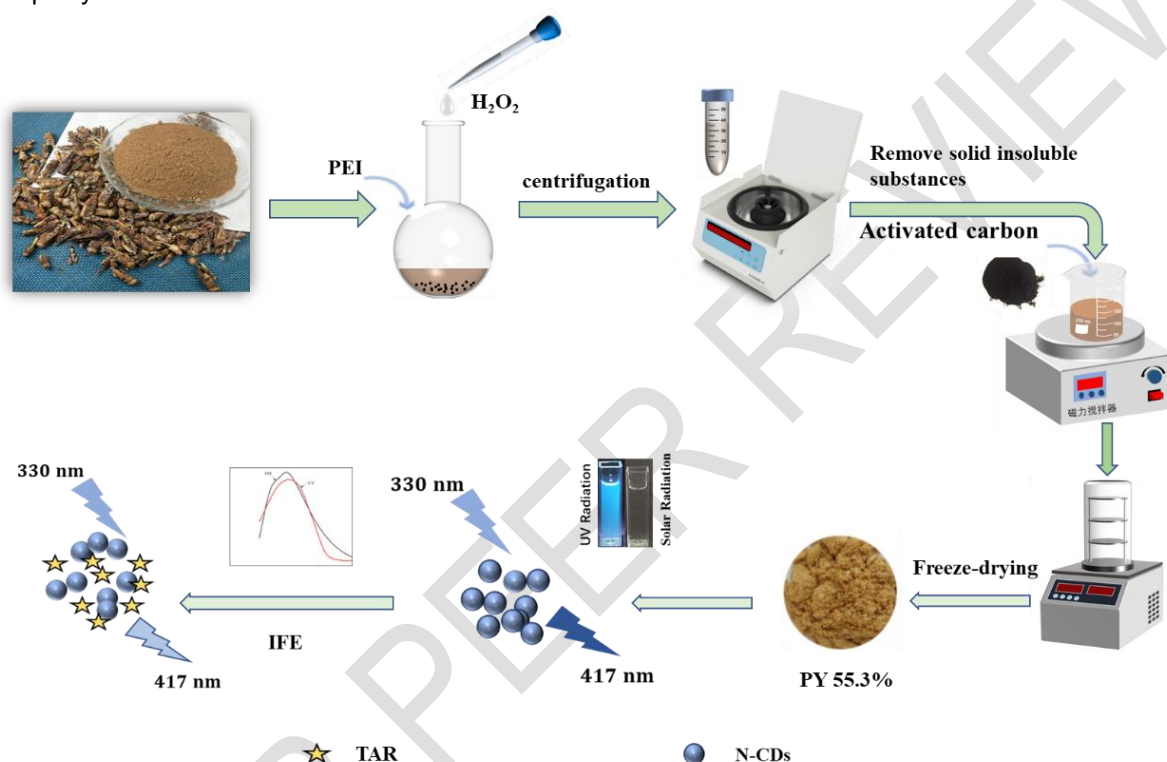 H₂O₂
PEI
centrifugation
Remove solid insoluble
substances
Activated carbon
磁力搅拌器
Freeze-drying
PY 55.3%
UV Radiation
Solar Radiation
330 nm
417 nm
IFE
330 nm
417 nm
TAR
N-CDs
PEER REVIEW